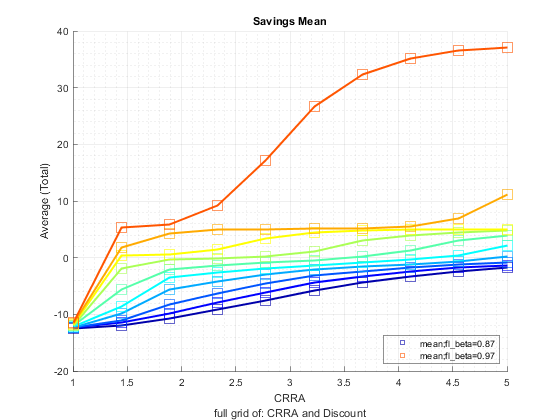 Savings Mean
Average (Total)
40
30
20
10
0
-10
-20
1
1.5
2
2.5
3
3.5
4
4.5
5
mean;fl_beta=0.87
mean;fl_beta=0.97
CRRA
full grid of: CRRA and Discount